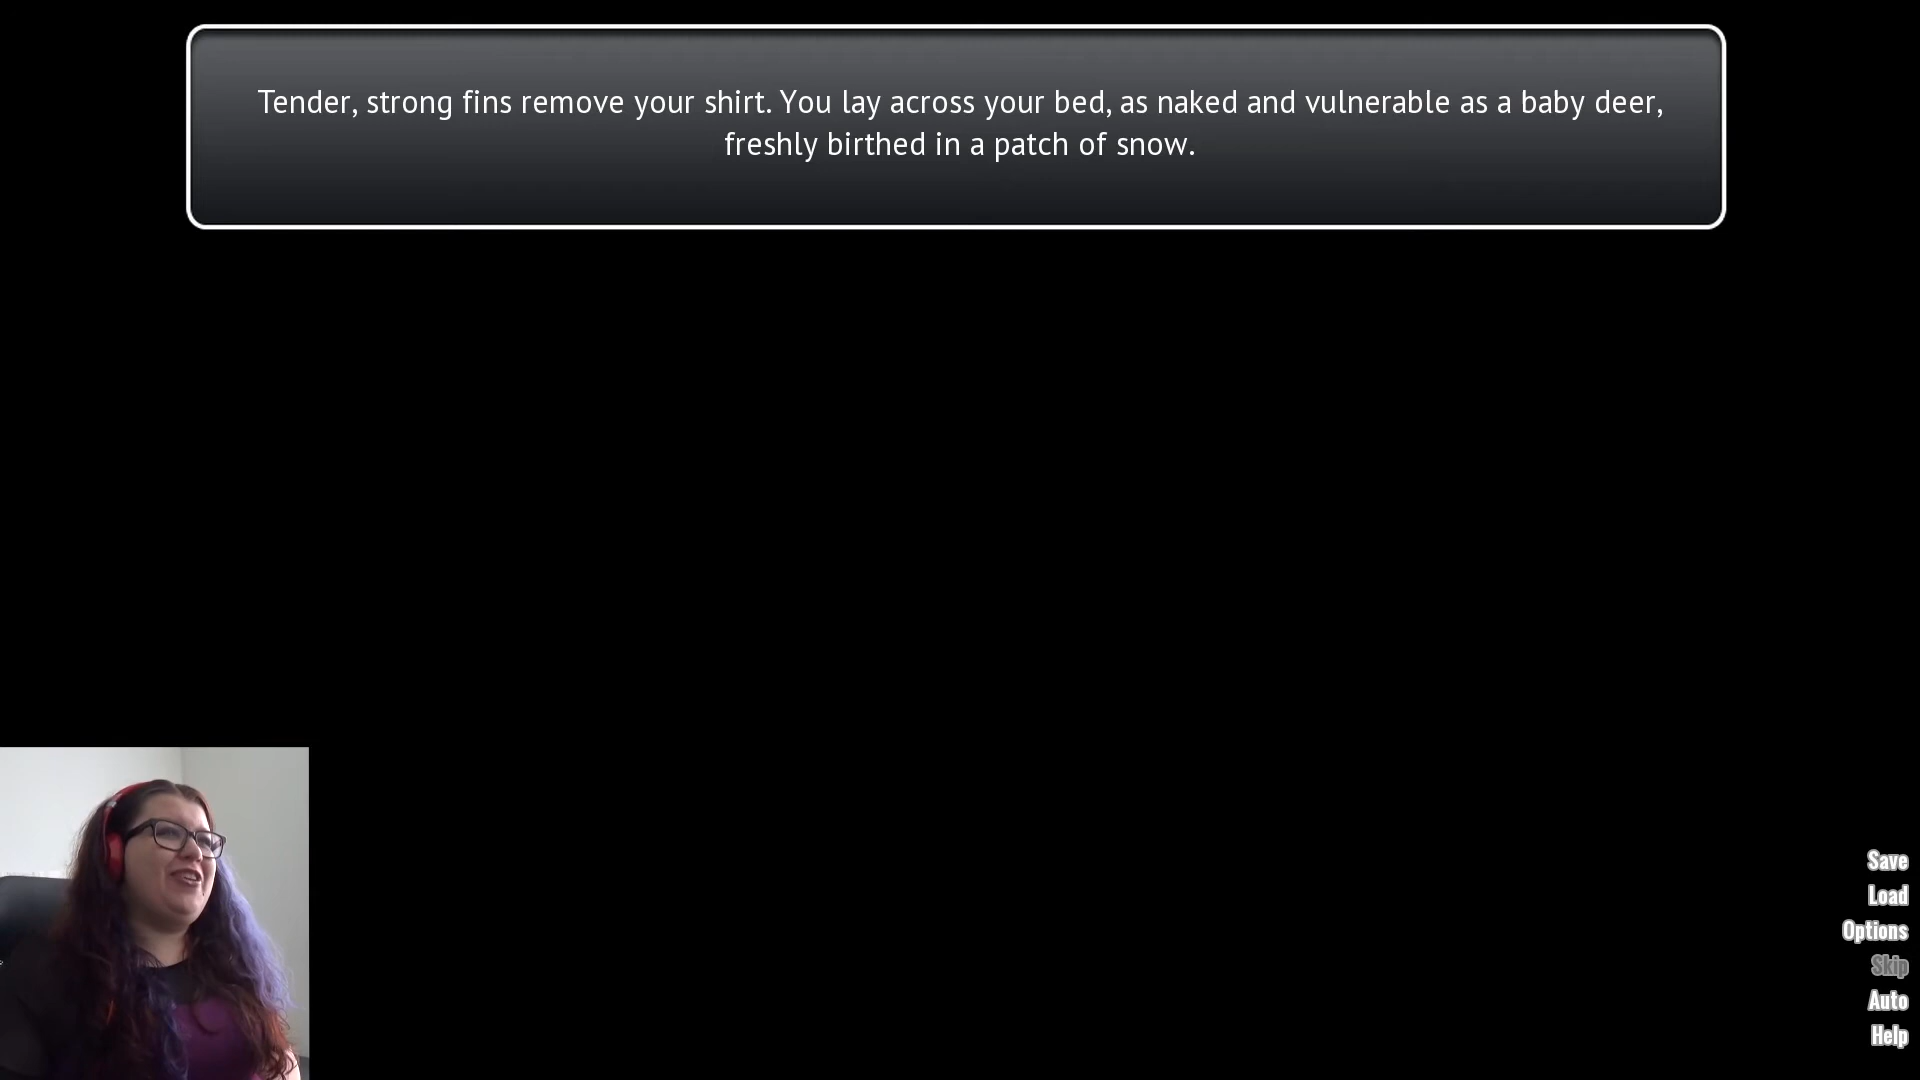 Tender, strong fins remove your shirt. You lay across your bed, as naked and vulnerable as a baby deer,
freshly birthed in a patch of snow.
Save
Load
Options
Skip
Auto
Help